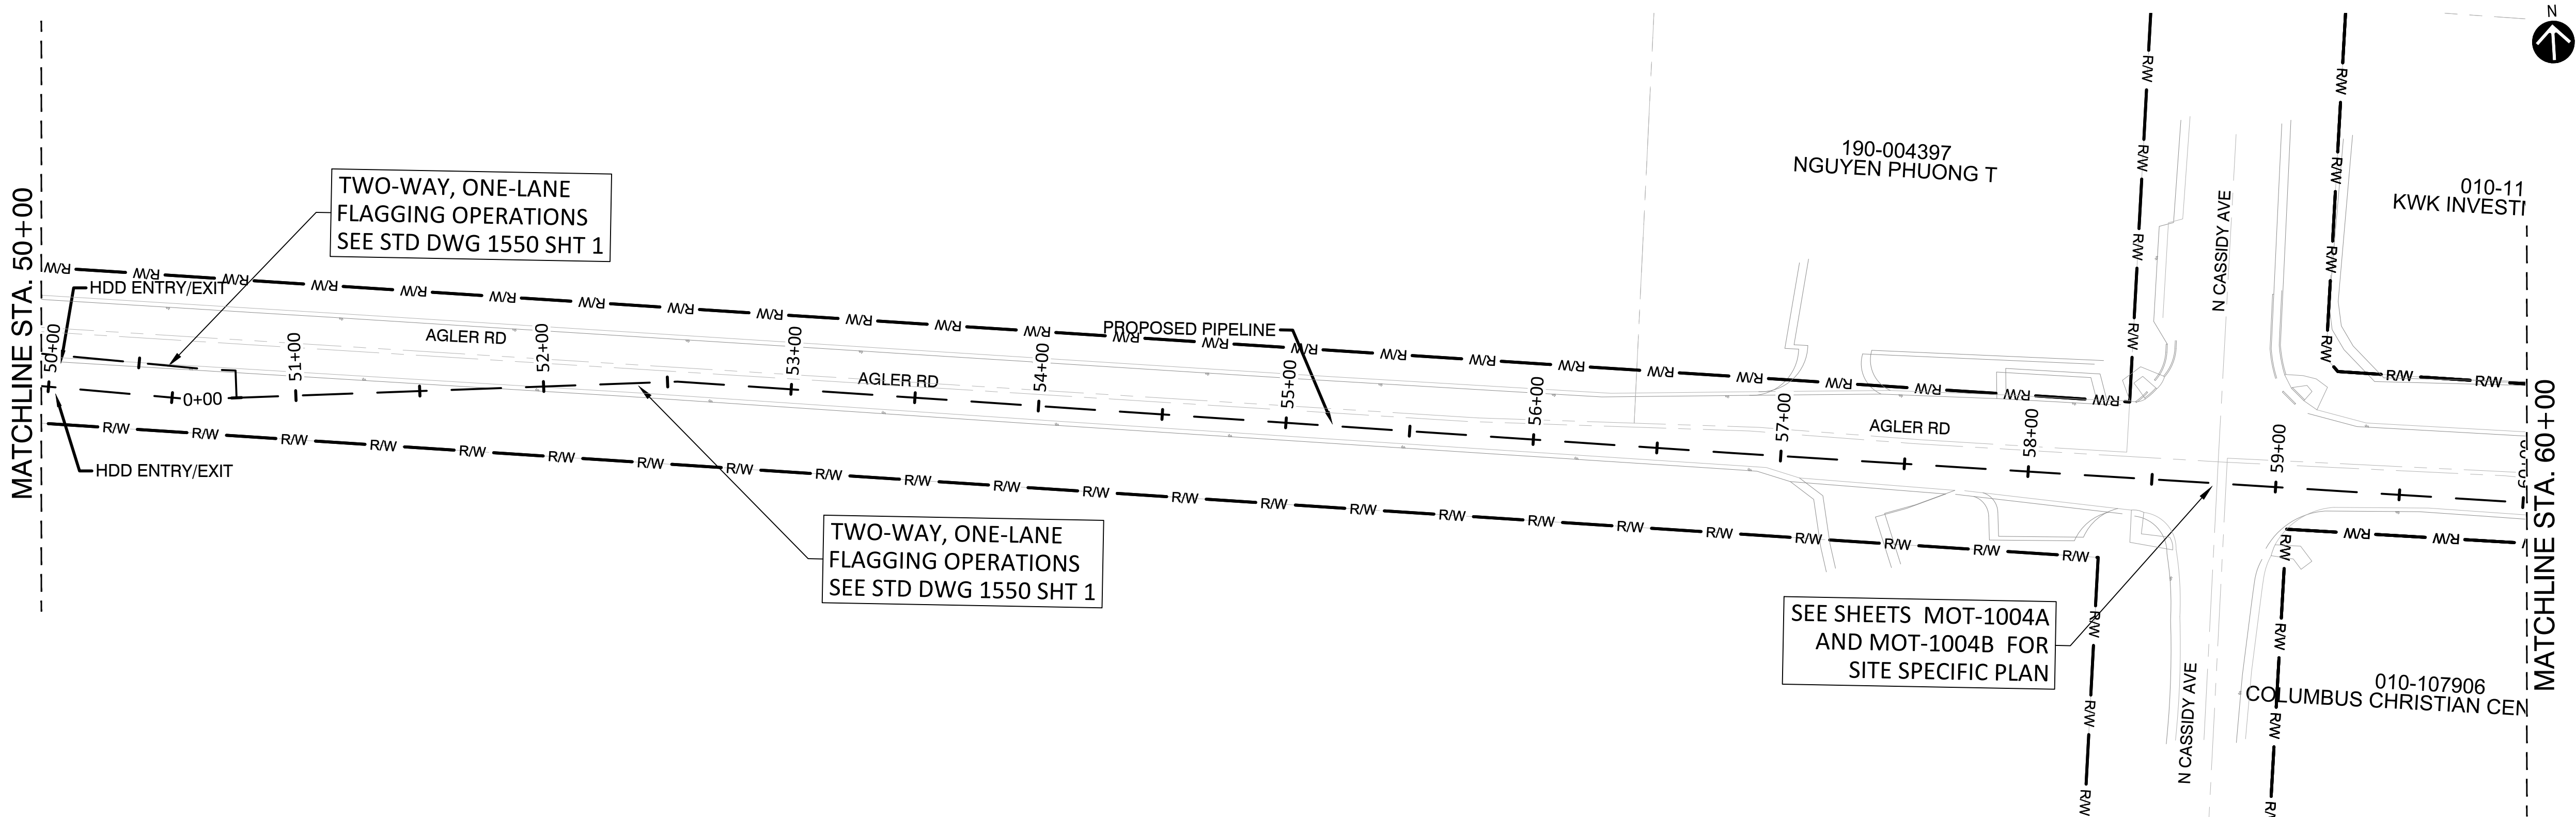 N
MATCHLINE STA. 50+00
TWO-WAY, ONE-LANE
FLAGGING OPERATIONS
SEE STD DWG 1550 SHT 1
190-004397
NGUYEN PHUONG T
010-11
KWK INVEST
N CASSIDY AVE
R/W R/W R/W R/W R/W
R/W R/W R/W R/W
R/W R/W
R/W R/W R/W R/W R/W R/W R/W R/W R/W R/W R/W R/W R/W R/W R/W R/W R/W R/W R/W R/W R/W R/W R/W R/W
HDD ENTRY/EXIT
AGLER RD
PROPOSED PIPELINE
AGLER RD
AGLER RD
50+00
51+00
52+00
53+00
54+00
55+00
56+00
57+00
58+00
59+00
0+00
HDD ENTRY/EXIT
R/W R/W R/W R/W R/W R/W R/W R/W R/W R/W R/W R/W R/W R/W R/W R/W R/W R/W R/W R/W R/W R/W R/W
R/W R/W
TWO-WAY, ONE-LANE
FLAGGING OPERATIONS
SEE STD DWG 1550 SHT 1
SEE SHEETS MOT-1004A
AND MOT-1004B FOR
SITE SPECIFIC PLAN
R/W R/W R/W
R/W R/W R/W
N CASSIDY AVE
010-107906
COLUMBUS CHRISTIAN CEN
MATCHLINE STA. 60+00